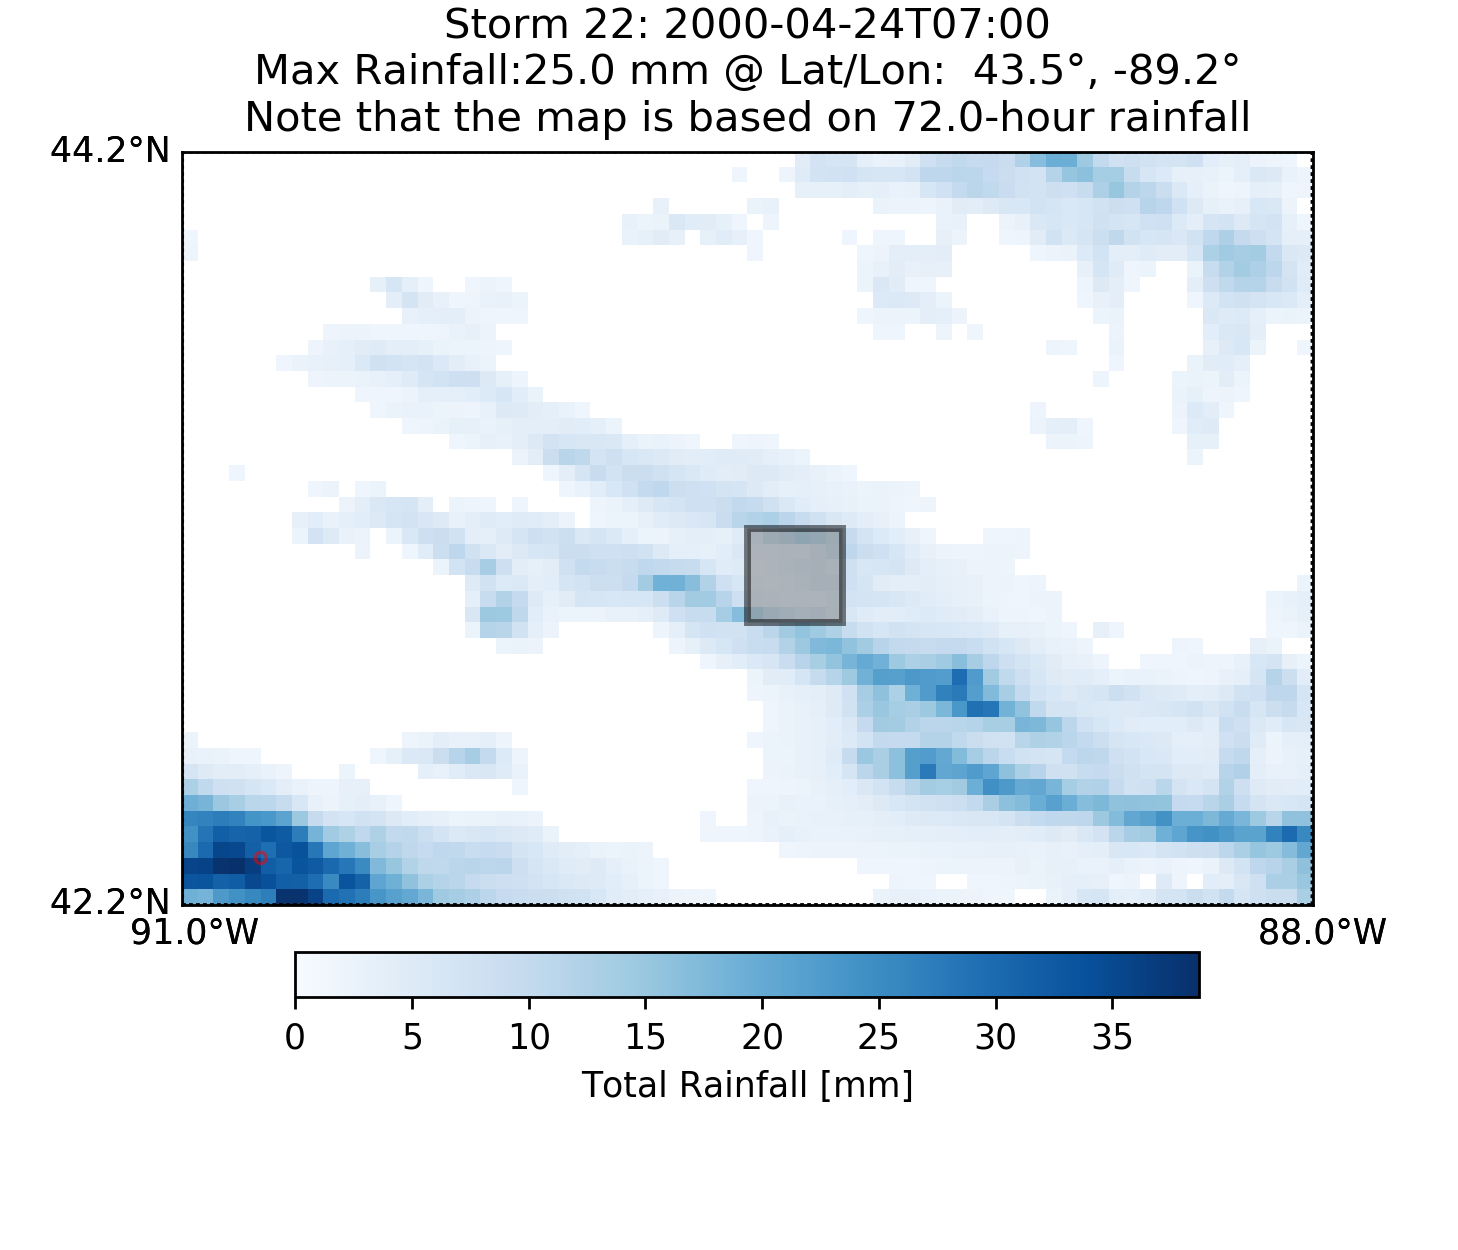 Storm 22: 2000-04-24T07:00
Max Rainfall:25.0 mm @ Lat/Lon:  43.5°, -89.2°
Note that the map is based on 72.0-hour rainfall
44.2°N
42.2°N
91.0°W 88.0°W
0 5 10 15 20 25 30 35
Total Rainfall [mm]